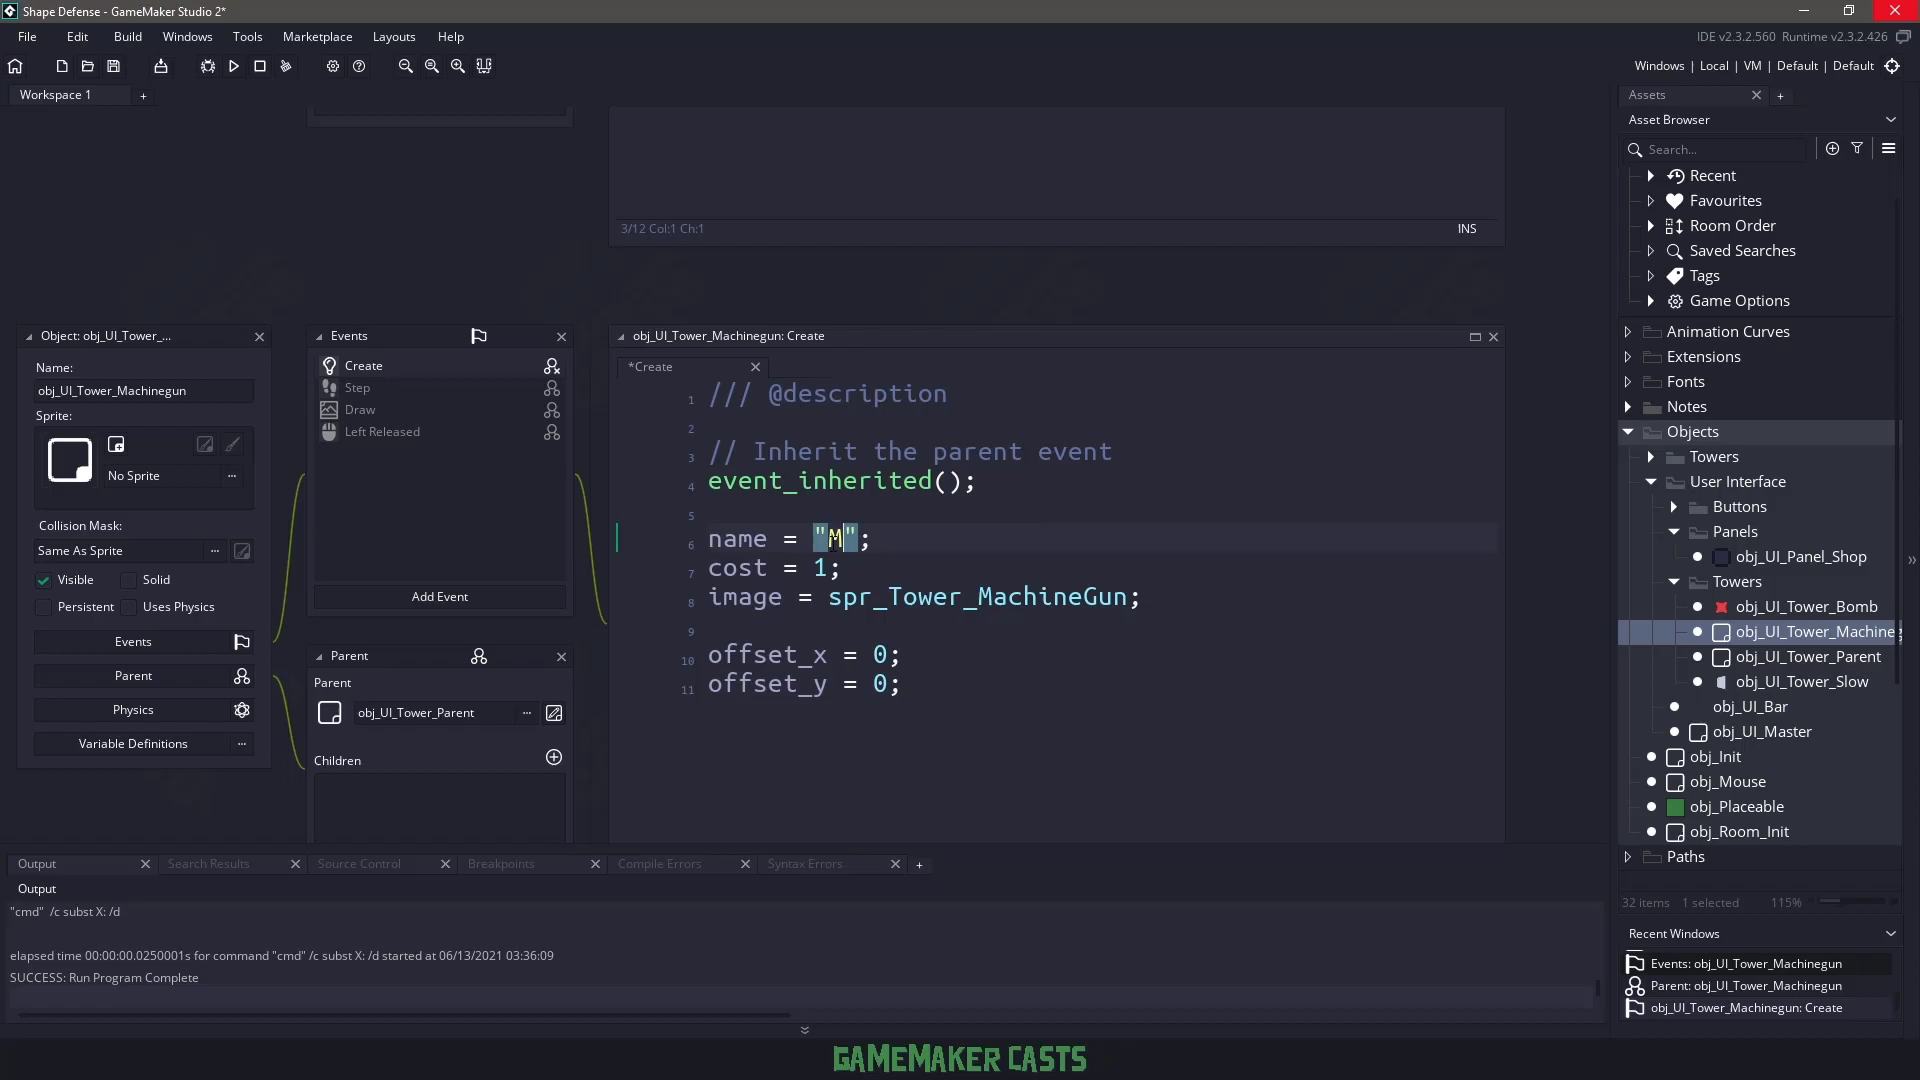 Shape Defense - GameMaker Studio 2*
File Edit Build Windows Tools Marketplace Layouts Help
IDE v2.3.2.560 Runtime v2.3.2.426
Windows | Local | VM | Default | Default
Workspace 1 +
Assets
Asset Browser
Search...
Recent
Favourites
Room Order
Saved Searches
Tags
Game Options
Animation Curves
Extensions
Fonts
Notes
Objects
Towers
User Interface
Buttons
Panels
obj_UI_Panel_Shop
Towers
obj_UI_Tower_Bomb
obj_UI_Tower_Machineg
obj_UI_Tower_Parent
obj_UI_Tower_Slow
obj_UI_Bar
obj_UI_Master
obj_Init
obj_Mouse
obj_Placeable
obj_Room_Init
Paths
32 items 1 selected 115%
Recent Windows
Events: obj_UI_Tower_Machinegun
Parent: obj_UI_Tower_Machinegun
obj_UI_Tower_Machinegun: Create
3/12 Col:1 Ch:1 INS
Object: obj_UI_Tower_...
Name:
obj_UI_Tower_Machinegun
Sprite:
No Sprite ...
Collision Mask:
Same As Sprite ...
Visible Solid
Persistent Uses Physics
Events
Parent
Physics
Variable Definitions ...
Events
Create
Step
Draw
Left Released
Add Event
Parent
Parent
obj_UI_Tower_Parent ...
Children
obj_UI_Tower_Machinegun: Create
*Create
1 /// @description
2
3 // Inherit the parent event
4 event_inherited();
5
6 name = "M";
7 cost = 1;
8 image = spr_Tower_MachineGun;
9
10 offset_x = 0;
11 offset_y = 0;
Output Search Results Source Control Breakpoints Compile Errors Syntax Errors +
Output
"cmd" /c subst X: /d
elapsed time 00:00:00.0250001s for command "cmd" /c subst X: /d started at 06/13/2021 03:36:09
SUCCESS: Run Program Complete
GAMEMAKER CASTS